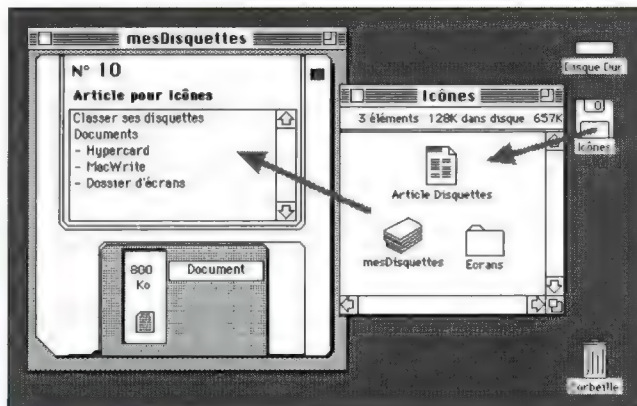 mesDisquettes
N° 10
Article pour Icônes
Classer ses disquettes
Documents
- Hypercard
- MacWrite
- Dossier d'écrans
800
Ko
Document
Icônes
3 éléments 128K dans disque 657K
Article Disquettes
mesDisquettes
Ecrans
Disque Dur
Icônes
Corbeille